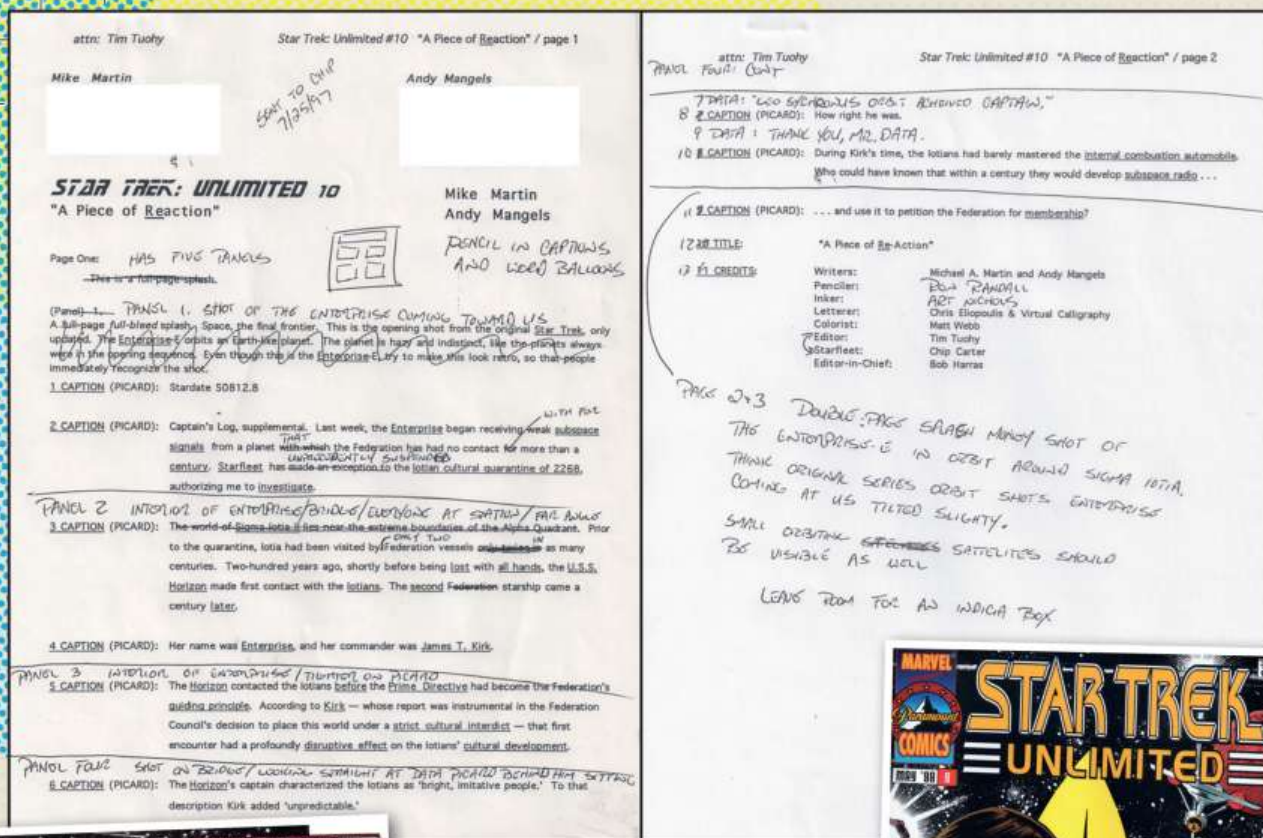 attn: Tim Tuohy Star Trek: Unlimited #10 "A Piece of Reaction" / page 1
Mike Martin Andy Mangels
SENT TO CHIP
7/25/97
STAR TREK: UNLIMITED 10
"A Piece of Reaction"
Mike Martin
Andy Mangels
PENCIL IN CAPTIONS
AND WORD BALLOONS
Page One: HAS FIVE PANELS
This is a full-page splash.
(Panel) 1. PANEL 1. SHOT OF THE ENTERPRISE COMING TOWARD US
A full-page full-bleed splash. Space, the final frontier. This is the opening shot from the original Star Trek, only
updated. The Enterprise-E orbits an Earth-like planet. The planet is hazy and indistinct, like the planets always
were in the opening sequence. Even though this is the Enterprise-E, try to make this look retro, so that people
immediately recognize the shot.
1 CAPTION (PICARD): Stardate 50812.8
WITH FOR
2 CAPTION (PICARD): Captain's Log, supplemental. Last week, the Enterprise began receiving weak subspace
THAT
signals from a planet with which the Federation has had no contact for more than a
SUSPENDED
century. Starfleet has made an exception to the Iotian cultural quarantine of 2268,
authorizing me to investigate.
PANEL 2 INTERIOR OF ENTERPRISE/BRIDGE/EVERYONE AT STATION/FAR ANGLE
3 CAPTION (PICARD): The world of Sigma Iotia II lies near the extreme boundaries of the Alpha Quadrant. Prior
ONLY TWO IN
to the quarantine, Iotia had been visited by Federation vessels only twice in as many
centuries. Two-hundred years ago, shortly before being lost with all hands, the U.S.S.
Horizon made first contact with the Iotians. The second Federation starship came a
century later.
4 CAPTION (PICARD): Her name was Enterprise, and her commander was James T. Kirk.
PANEL 3 INTERIOR OF ENTERPRISE/TIGHTER ON PICARD
5 CAPTION (PICARD): The Horizon contacted the Iotians before the Prime Directive had become the Federation's
guiding principle. According to Kirk — whose report was instrumental in the Federation
Council's decision to place this world under a strict cultural interdict — that first
encounter had a profoundly disruptive effect on the Iotians' cultural development.
PANEL FOUR SHOT ON BRIDGE/LOOKING STRAIGHT AT DATA PICARD BEHIND HIM SITTING
6 CAPTION (PICARD): The Horizon's captain characterized the Iotians as 'bright, imitative people.' To that
description Kirk added 'unpredictable.'
attn: Tim Tuohy Star Trek: Unlimited #10 "A Piece of Reaction" / page 2
PANEL FOUR: CONT
7 DATA: ORBIT ACHEIVED CAPTAIN."
8 CAPTION (PICARD): How right he was.
9 DATA: THANK YOU, MR. DATA.
10 8 CAPTION (PICARD): During Kirk's time, the Iotians had barely mastered the internal combustion automobile.
Who could have known that within a century they would develop subspace radio . . .
11 9 CAPTION (PICARD): . . . and use it to petition the Federation for membership?
12 10 TITLE: "A Piece of Re-Action"
13 11 CREDITS: Writers: Michael A. Martin and Andy Mangels
Penciler: RON RANDALL
Inker: ART NICHOLS
Letterer: Chris Eliopoulis & Virtual Calligraphy
Colorist: Matt Webb
Editor: Tim Tuohy
Starfleet: Chip Carter
Editor-in-Chief: Bob Harras
PAGE 2+3 DOUBLE-PAGE SPLASH MONEY SHOT OF
THE ENTERPRISE-E IN ORBIT AROUND SIGMA IOTIA.
THINK ORIGINAL SERIES ORBIT SHOTS ENTERPRISE
COMING AT US TILTED SLIGHTY.
SMALL ORBITING SATTELITES SHOULD
BE VISIBLE AS WELL
LEAVE ROOM FOR AN INDICIA BOX
MARVEL
Paramount
COMICS
MAY '98 9
STAR TREK
UNLIMITED